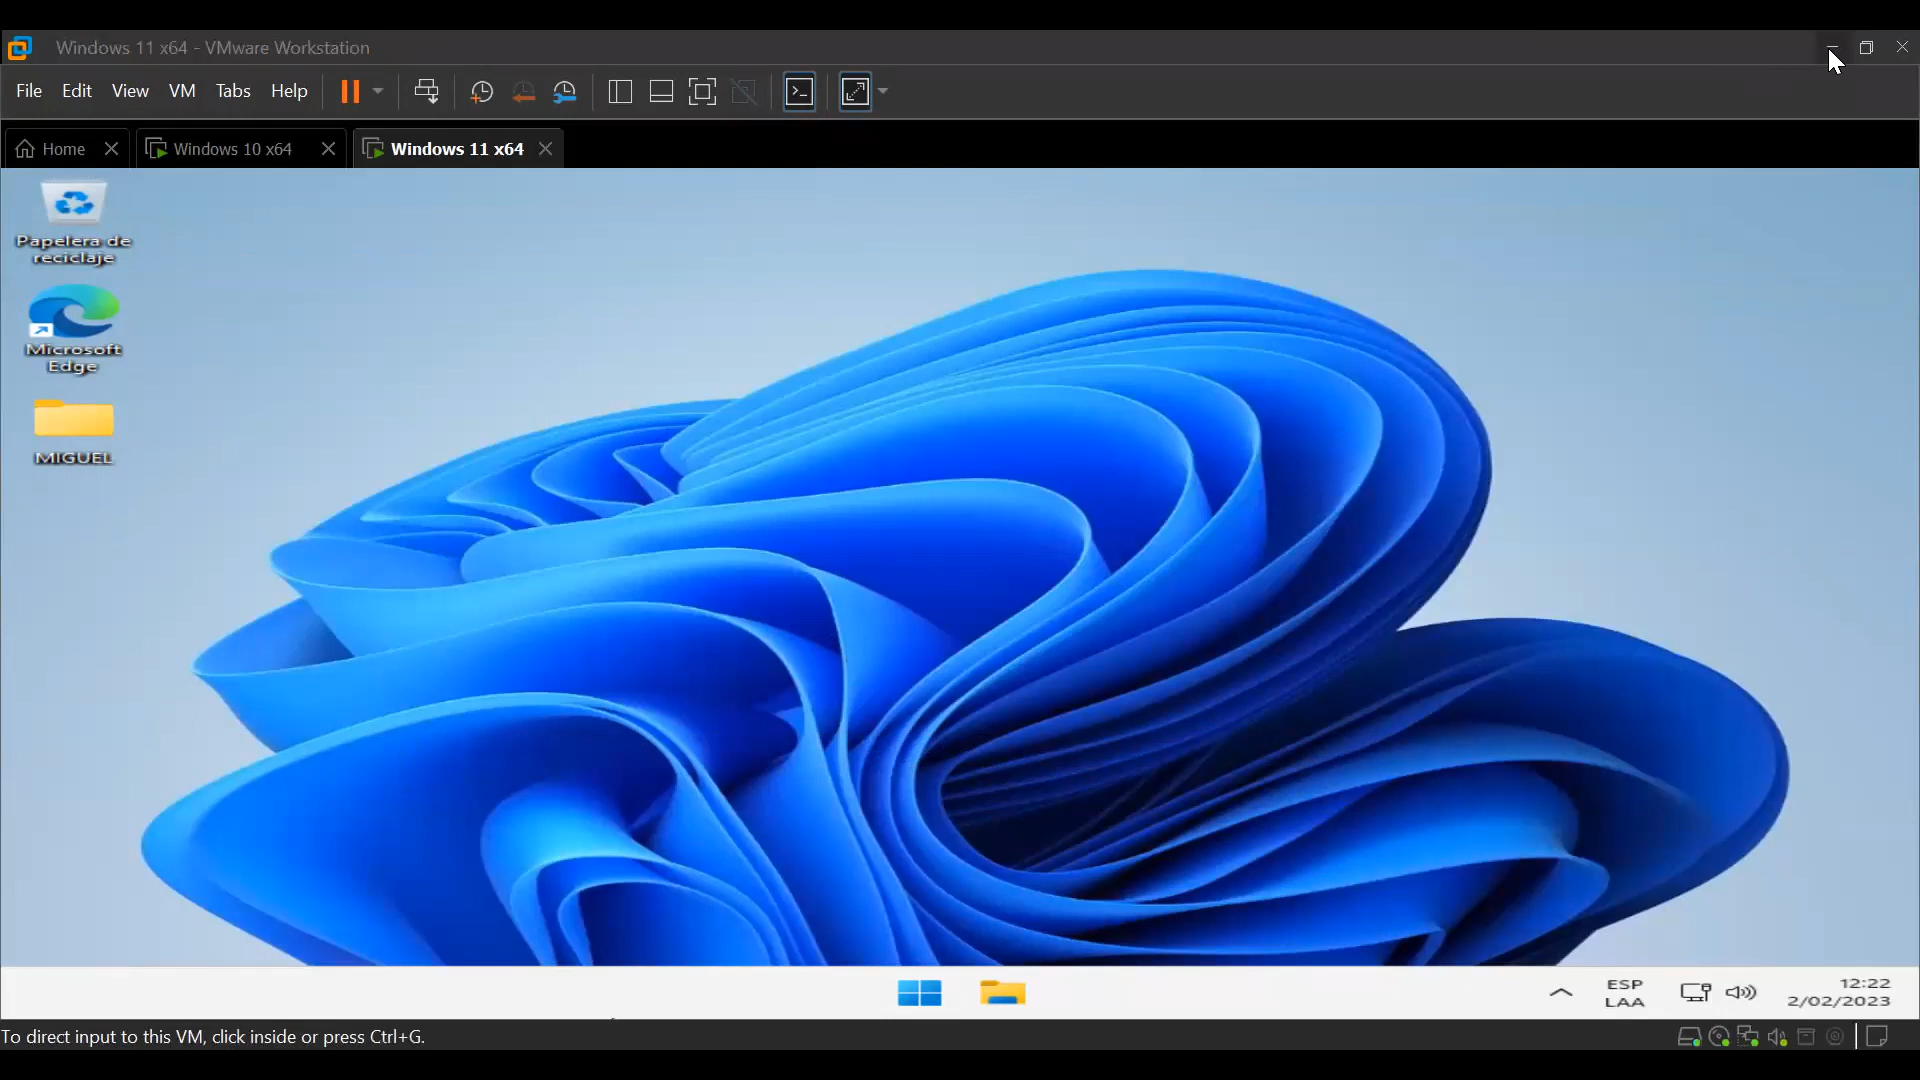 Windows 11 x64 - VMware Workstation
File Edit View VM Tabs Help
Home Windows 10 x64 Windows 11 x64
Papelera de
reciclaje
Microsoft
Edge
MIGUEL
ESP
LAA
12:22
2/02/2023
To direct input to this VM, click inside or press Ctrl+G.